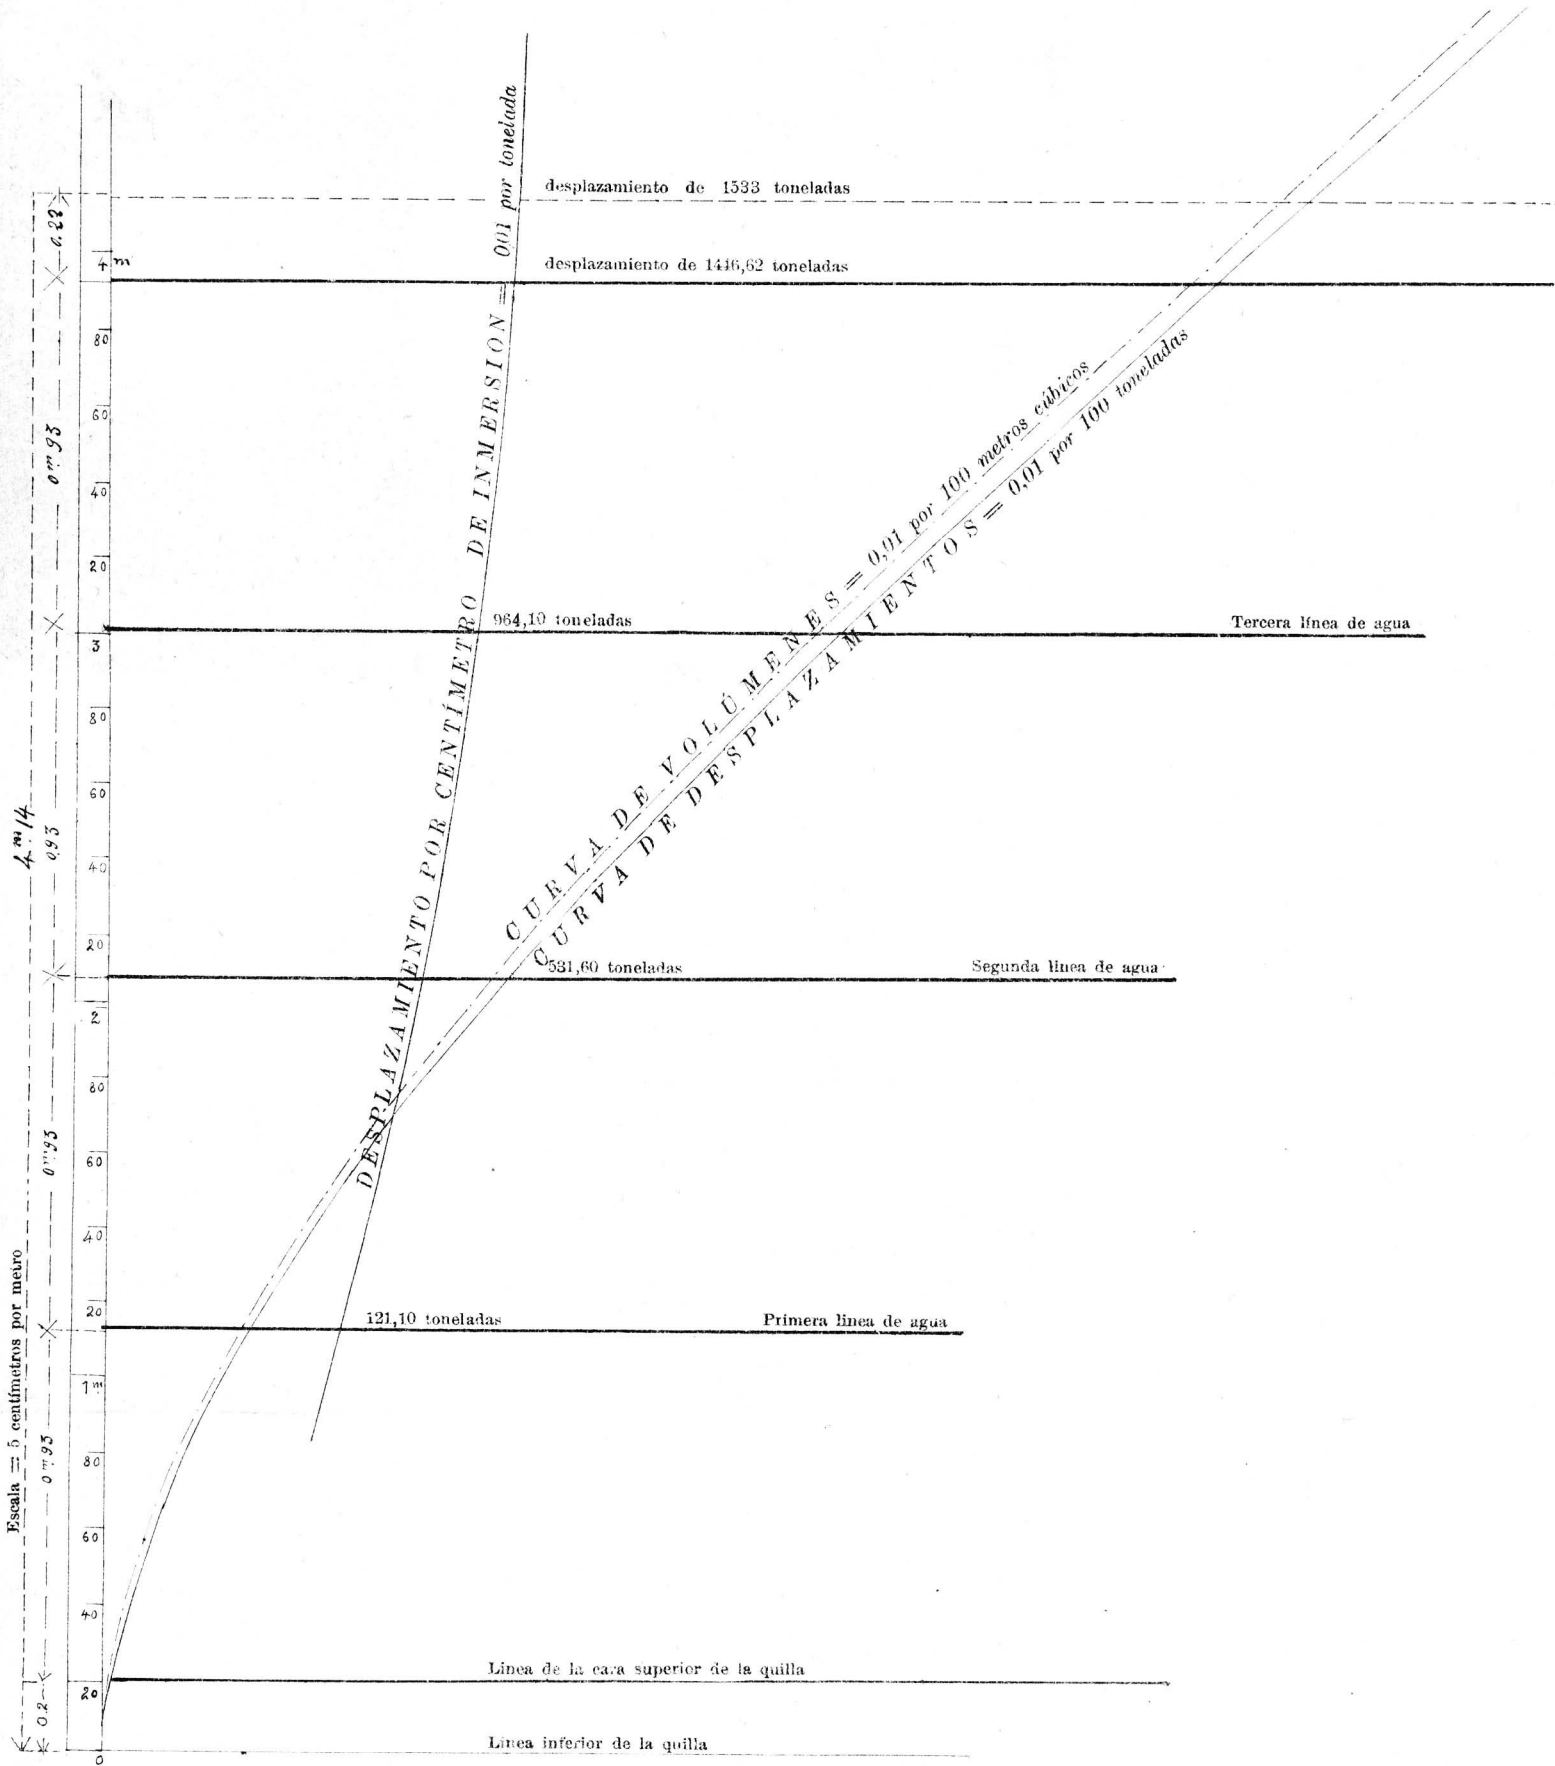 desplazamiento de 1533 toneladas
0.22
4 m
desplazamiento de 1446,62 toneladas
80
60
0m93
40
20
964,10 toneladas
Tercera línea de agua
3
80
60
4m.14
0,93
40
20
531,60 toneladas
Segunda linea de agua
2
80
60
0m93
40
20
121,10 toneladas
Primera linea de agua
1m
80
0m93
60
40
Linea de la cara superior de la quilla
20
0.2
Linea inferior de la quilla
0
Escala = 5 centímetros por metro
DESPLAZAMIENTO POR CENTÍMETRO DE INMERSION = 0,01 por tonelada
CURVA DE VOLÚMENES = 0,01 por 100 metros cúbicos
CURVA DE DESPLAZAMIENTOS = 0,01 por 100 toneladas